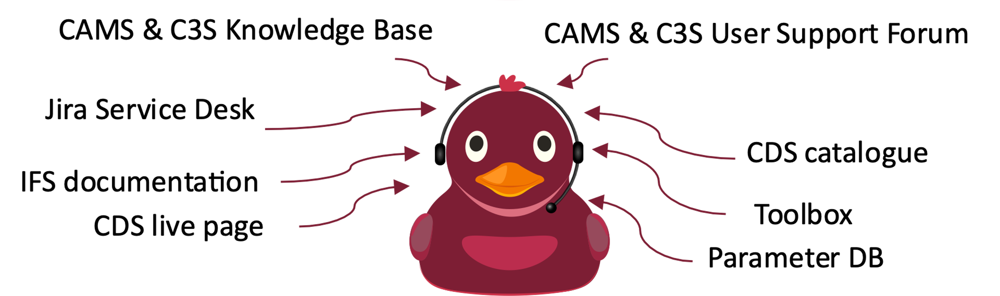 CAMS & C3S Knowledge Base
CAMS & C3S User Support Forum
Jira Service Desk
CDS catalogue
IFS documentation
Toolbox
CDS live page
Parameter DB